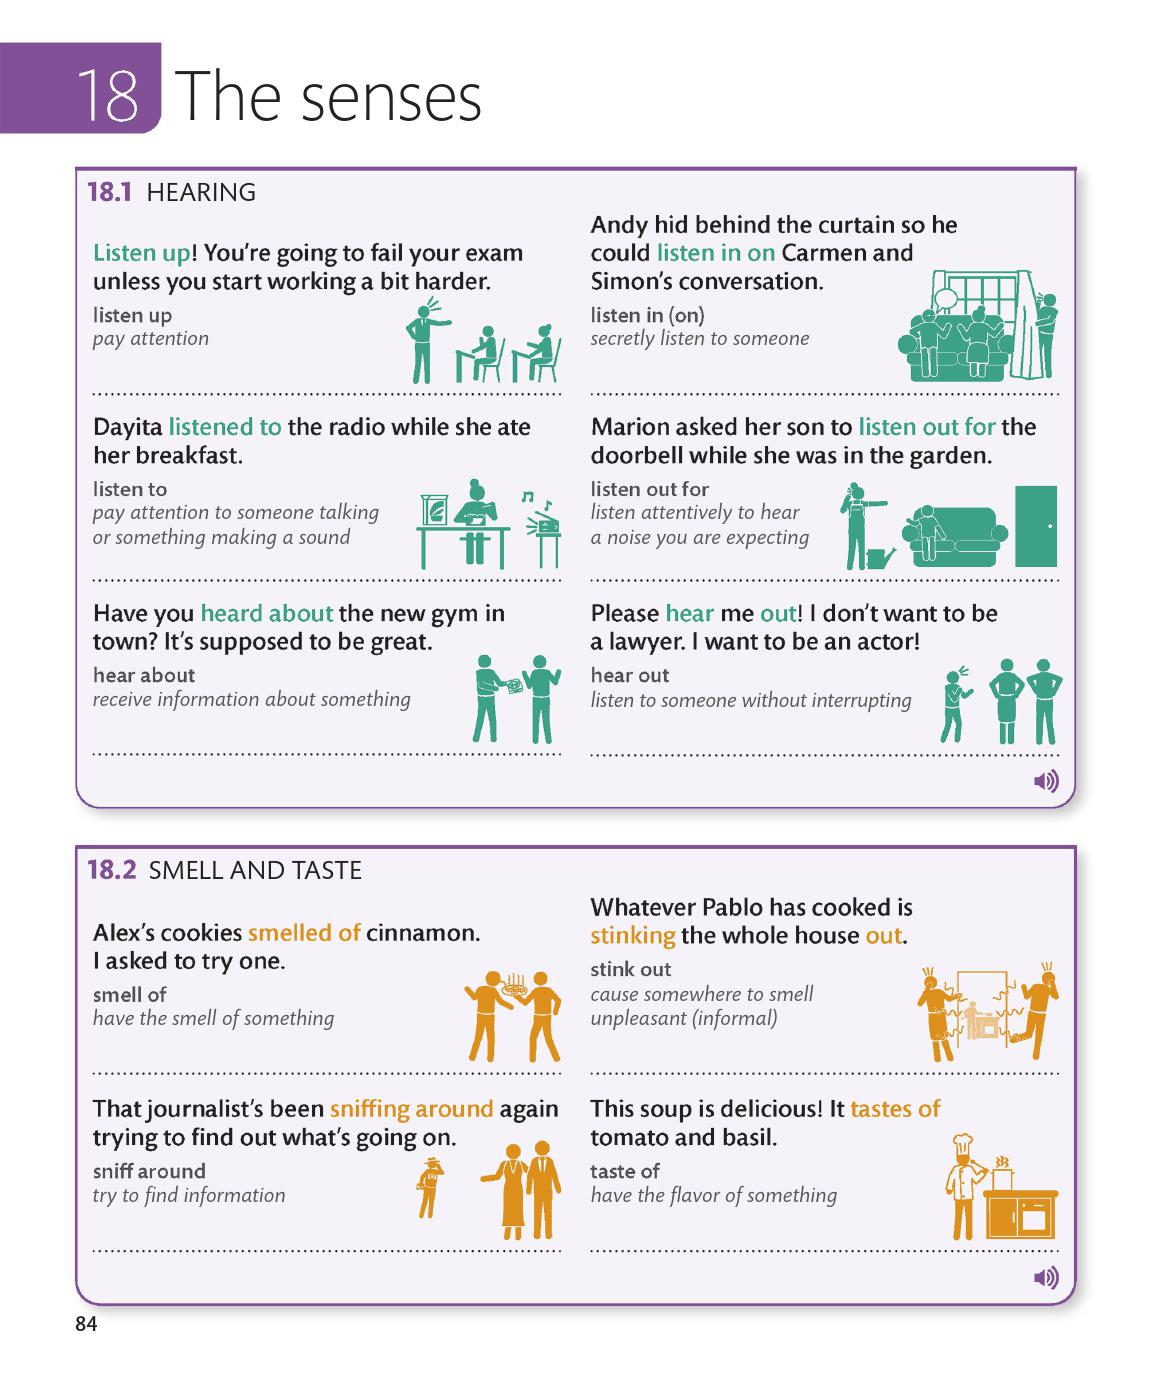 18 The senses
18.1 HEARING
Listen up! You’re going to fail your exam
unless you start working a bit harder.
listen up
pay attention
Andy hid behind the curtain so he
could listen in on Carmen and
Simon’s conversation.
listen in (on)
secretly listen to someone
Dayita listened to the radio while she ate
her breakfast.
listen to
pay attention to someone talking
or something making a sound
Marion asked her son to listen out for the
doorbell while she was in the garden.
listen out for
listen attentively to hear
a noise you are expecting
Have you heard about the new gym in
town? It’s supposed to be great.
hear about
receive information about something
Please hear me out! I don’t want to be
a lawyer. I want to be an actor!
hear out
listen to someone without interrupting
18.2 SMELL AND TASTE
Alex’s cookies smelled of cinnamon.
I asked to try one.
smell of
have the smell of something
Whatever Pablo has cooked is
stinking the whole house out.
stink out
cause somewhere to smell
unpleasant (informal)
That journalist’s been sniffing around again
trying to find out what’s going on.
sniff around
try to find information
This soup is delicious! It tastes of
tomato and basil.
taste of
have the flavor of something
84